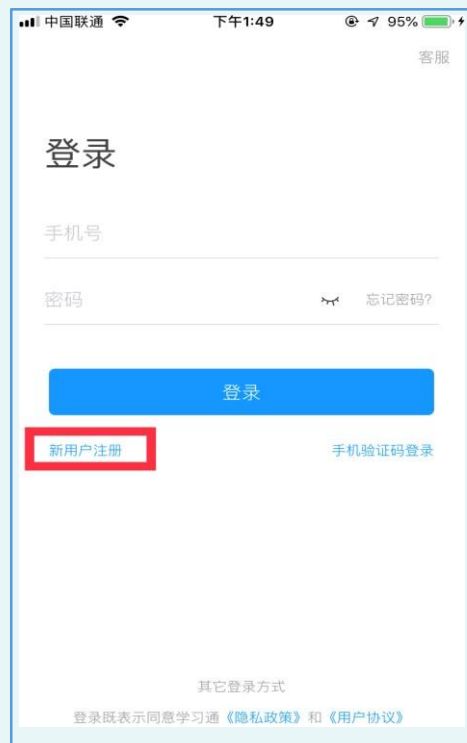 中国联通 下午1:49 95%
客服
登录
手机号
密码 忘记密码?
登录
新用户注册 手机验证码登录
其它登录方式
登录既表示同意学习通《隐私政策》和《用户协议》